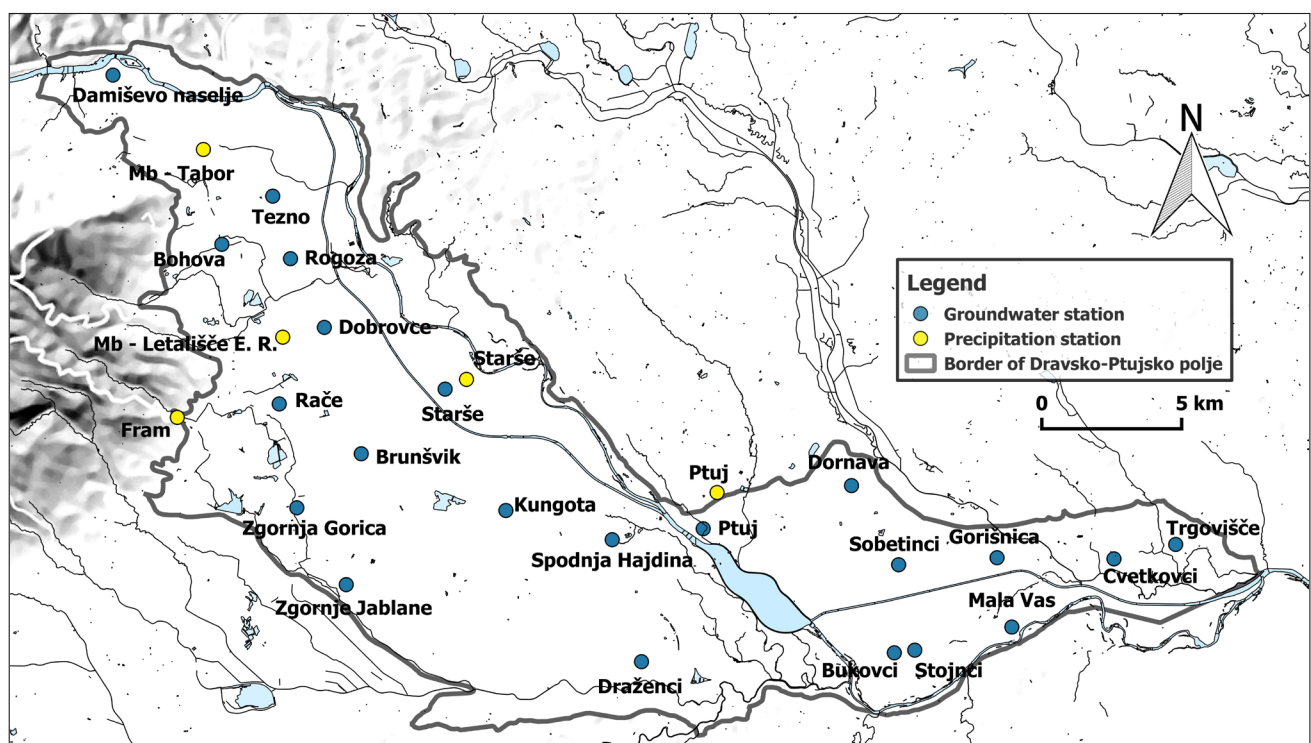 Damiševo naselje
N
Mb - Tabor
Tezno
Bohova
Rogoza
Legend
Groundwater station
Precipitation station
Border of Dravsko-Ptujsko polje
Dobrovce
Mb - Letališče E. R.
Starše
Rače
Starše
0 5 km
Fram
Brunšvik
Ptuj
Dornava
Kungota
Zgornja Gorica
Ptuj
Trgovišče
Gorišnica
Sobetinci
Spodnja Hajdina
Cvetkovci
Zgornje Jablane
Mala Vas
Bukovci
Stojnci
Draženci